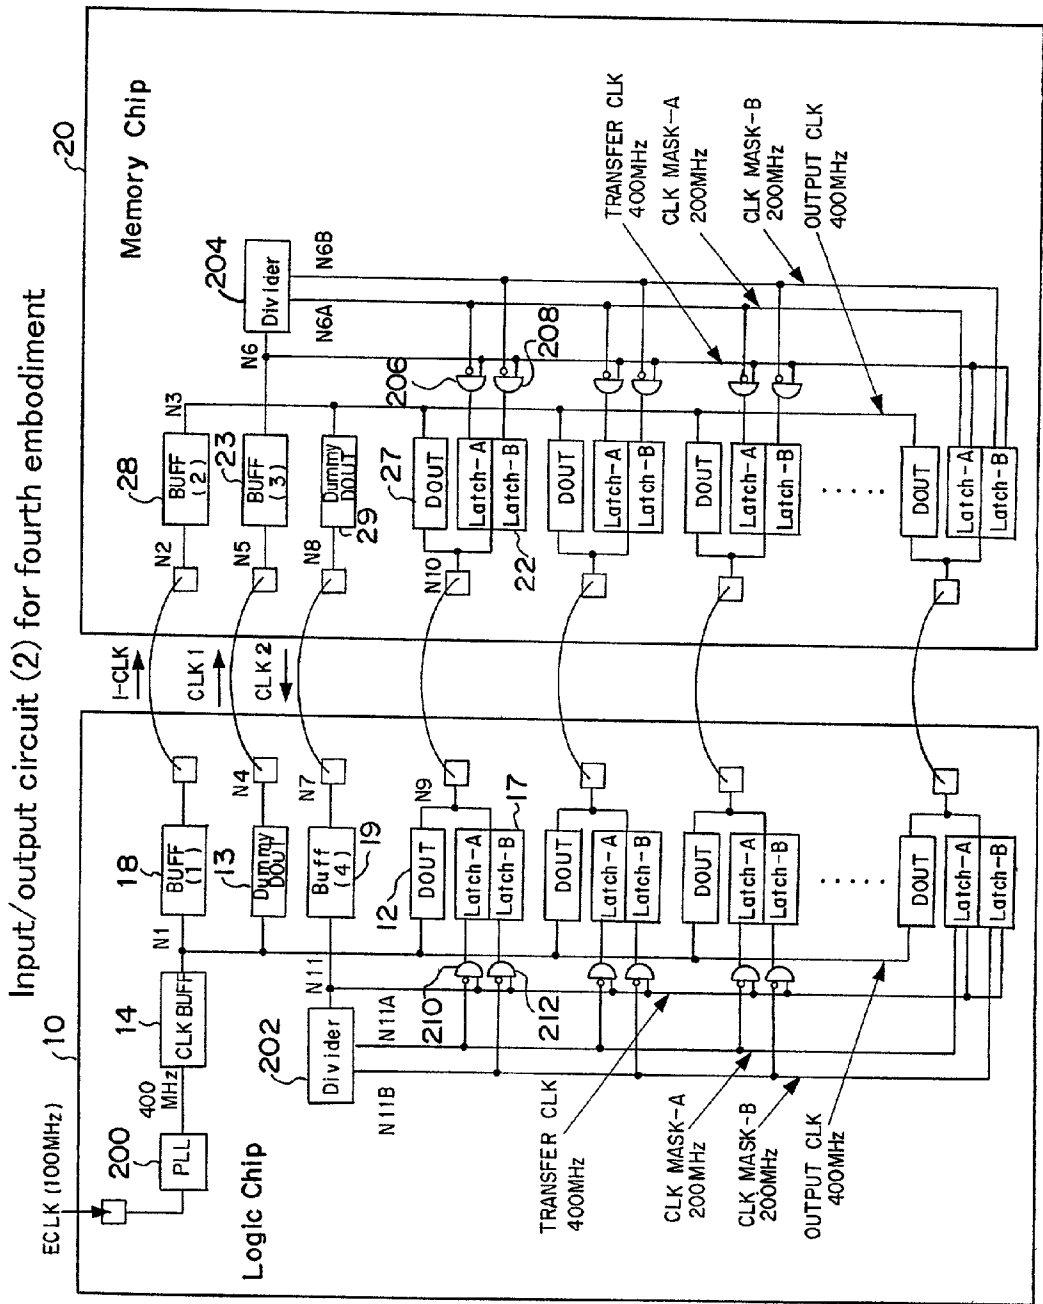 Input/output circuit (2) for fourth embodiment
10
ECLK (100MHz)
Logic Chip
200
PLL
400
MHz
14
CLK BUFF
N1
18
BUFF
(1)
I-CLK
13
Dummy
DOUT
N4
CLK1
202
Divider
N11
Buff
(4)
19
N7
CLK2
N11A
N11B
210
212
12
DOUT
Latch-A
Latch-B
17
N9
DOUT
Latch-A
Latch-B
DOUT
Latch-A
Latch-B
.....
DOUT
Latch-A
Latch-B
TRANSFER CLK
400MHz
CLK MASK-A
200MHz
CLK MASK-B
200MHz
OUTPUT CLK
400MHz
20
Memory Chip
N2
28
BUFF
(2)
N3
N5
23
BUFF
(3)
N6
204
Divider
N6A
N6B
N8
Dummy
DOUT
29
N10
27
DOUT
Latch-A
Latch-B
22
206
208
DOUT
Latch-A
Latch-B
DOUT
Latch-A
Latch-B
.....
DOUT
Latch-A
Latch-B
TRANSFER CLK
400MHz
CLK MASK-A
200MHz
CLK MASK-B
200MHz
OUTPUT CLK
400MHz